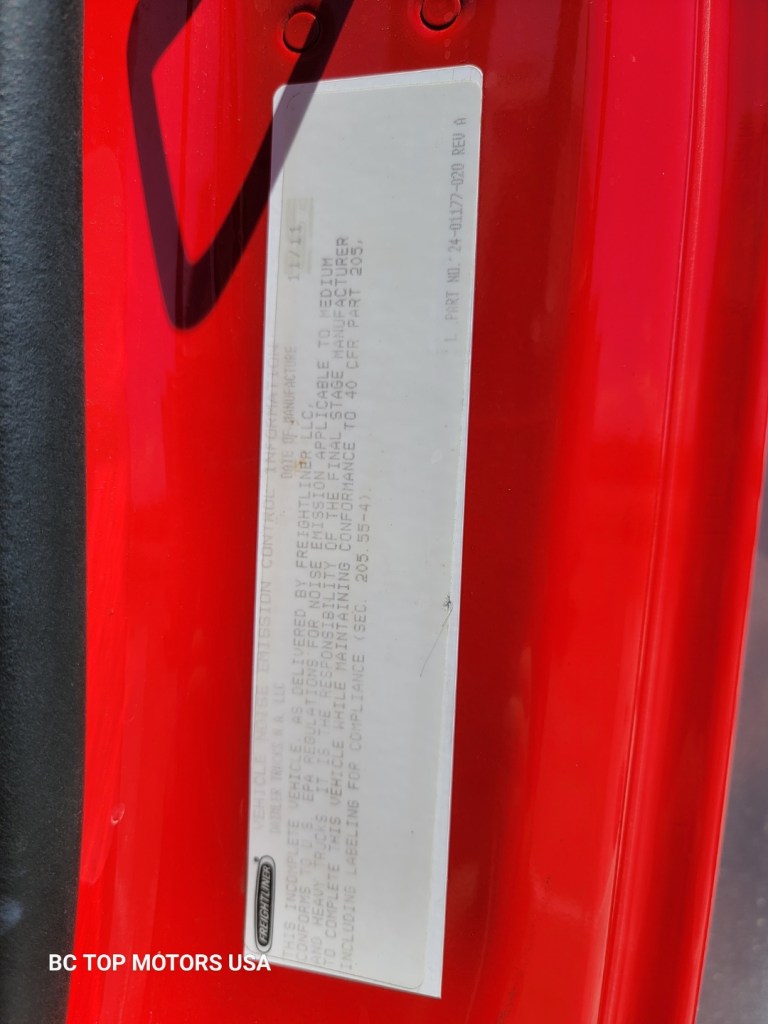 FREIGHTLINER
VEHICLE NOISE EMISSION CONTROL INFORMATION
DAIMLER TRUCKS N.A. LLC DATE OF MANUFACTURE 11/11
THIS INCOMPLETE VEHICLE, AS DELIVERED BY FREIGHTLINER LLC,
CONFORMS TO U.S. EPA REGULATIONS FOR NOISE EMISSION APPLICABLE TO MEDIUM
AND HEAVY TRUCKS. IT IS THE RESPONSIBILITY OF THE FINAL STAGE MANUFACTURER
TO COMPLETE THIS VEHICLE WHILE MAINTAINING CONFORMANCE TO 40 CFR PART 205,
INCLUDING LABELING FOR COMPLIANCE (SEC. 205.55-4).
PART NO. 24-01177-020 REV A
BC TOP MOTORS USA